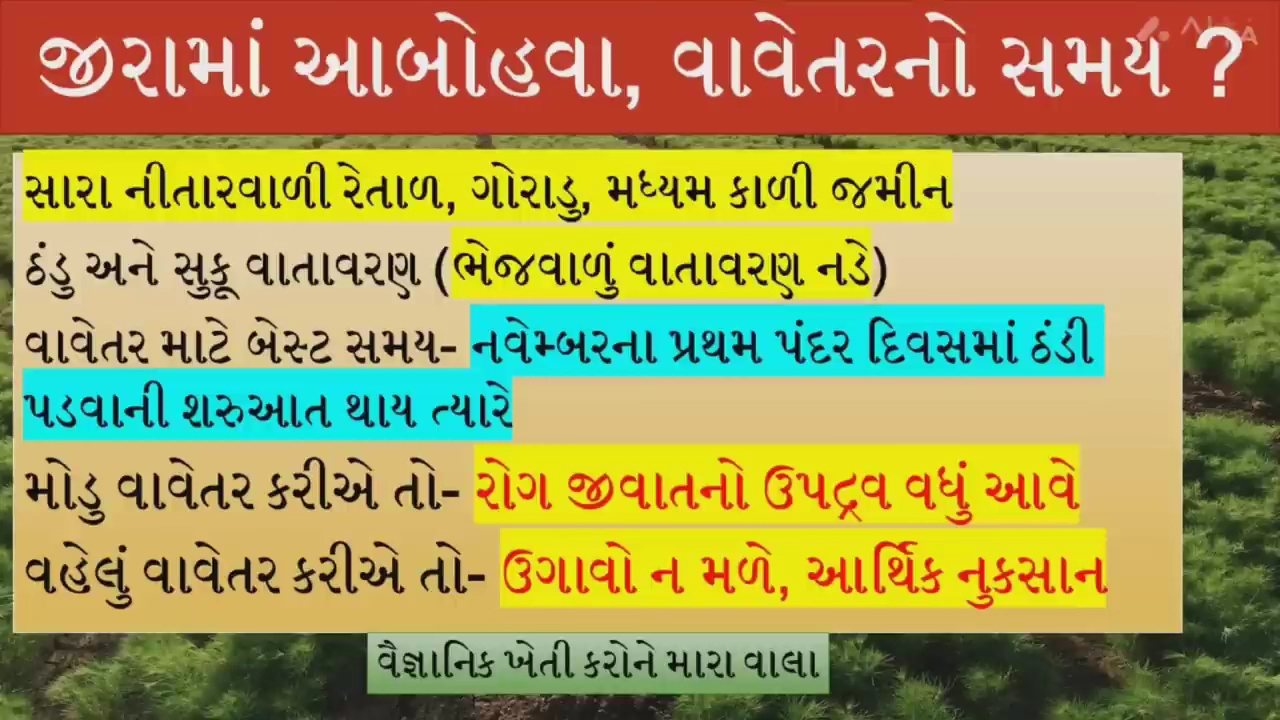 જીરામાં આબોહવા, વાવેતરનો સમય ?
સારા નીતારવાળી રેતાળ, ગોરાડુ, મધ્યમ કાળી જમીન
ઠંડુ અને સુકૂ વાતાવરણ (ભેજવાળું વાતાવરણ નડે)
વાવેતર માટે બેસ્ટ સમય- નવેમ્બરના પ્રથમ પંદર દિવસમાં ઠંડી
પડવાની શરુઆત થાય ત્યારે
મોડુ વાવેતર કરીએ તો- રોગ જીવાતનો ઉપદ્રવ વધું આવે
વહેલું વાવેતર કરીએ તો- ઉગાવો ન મળે, આર્થિક નુકસાન
વૈજ્ઞાનિક ખેતી કરોને મારા વાલા